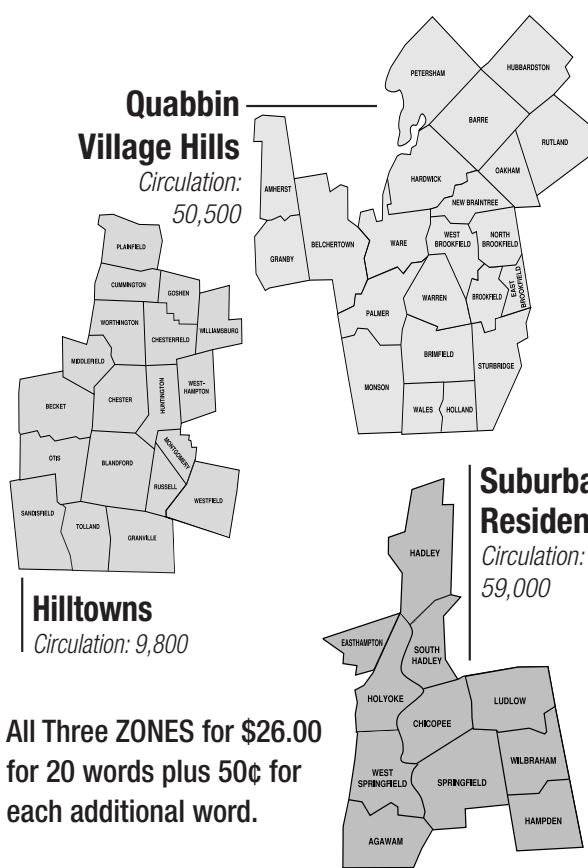 Quabbin
Village Hills
Circulation:
50,500
PETERSHAM
HUBBARDSTON
BARRE
RUTLAND
OAKHAM
HARDWICK
NEW BRAINTREE
AMHERST
BELCHERTOWN
GRANBY
WARE
WEST
BROOKFIELD
NORTH
BROOKFIELD
EAST
BROOKFIELD
BROOKFIELD
WARREN
PALMER
BRIMFIELD
STURBRIDGE
MONSON
WALES
HOLLAND
PLAINFIELD
CUMMINGTON
GOSHEN
WORTHINGTON
WILLIAMSBURG
CHESTERFIELD
MIDDLEFIELD
WEST-
HAMPTON
BECKET
CHESTER
HUNTINGTON
MONTGOMERY
OTIS
BLANDFORD
RUSSELL
WESTFIELD
SANDISFIELD
TOLLAND
GRANVILLE
Hilltowns
Circulation: 9,800
Suburba
Residen
Circulation:
59,000
HADLEY
EASTHAMPTON
SOUTH
HADLEY
HOLYOKE
LUDLOW
CHICOPEE
WILBRAHAM
WEST
SPRINGFIELD
SPRINGFIELD
HAMPDEN
AGAWAM
All Three ZONES for $26.00
for 20 words plus 50¢ for
each additional word.